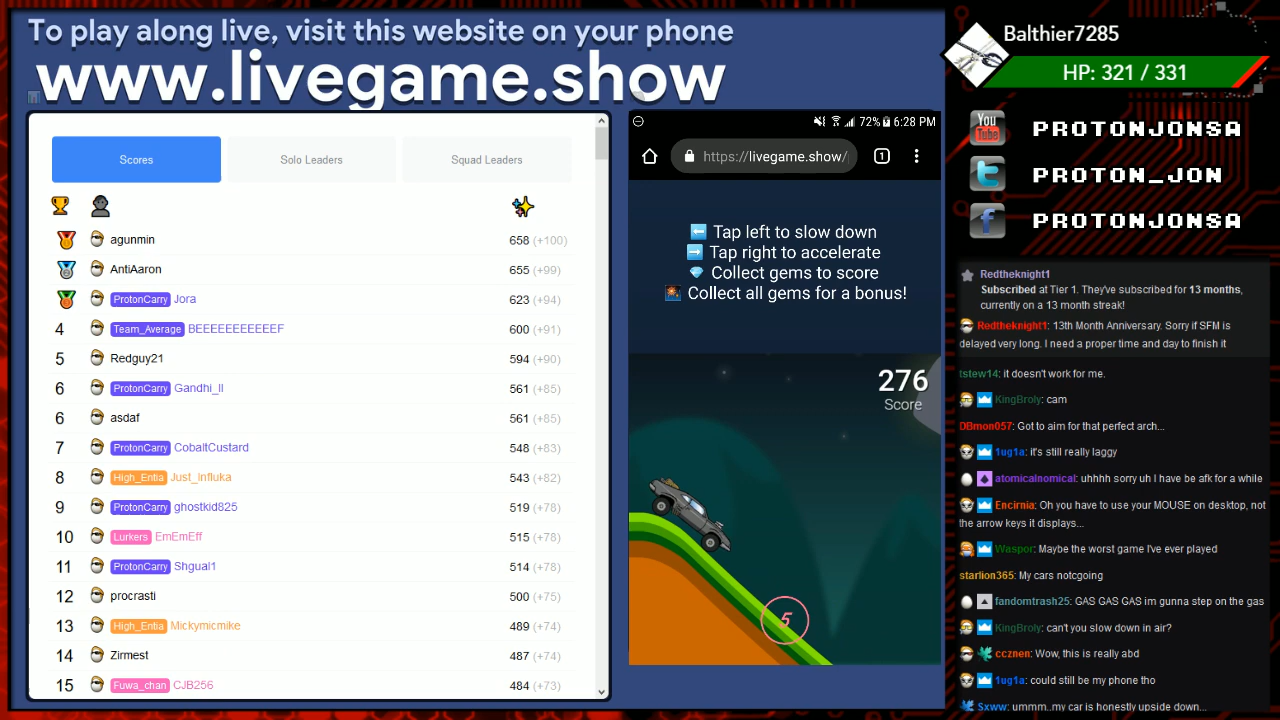 To play along live, visit this website on your phone
www.livegame.show
Scores
Solo Leaders
Squad Leaders
agunmin 658 (+100)
AntiAaron 655 (+99)
ProtonCarry Jora 623 (+94)
4 Team_Average BEEEEEEEEEEEF 600 (+91)
5 Redguy21 594 (+90)
6 ProtonCarry Gandhi_II 561 (+85)
6 asdaf 561 (+85)
7 ProtonCarry CobaltCustard 548 (+83)
8 High_Entia Just_Influka 543 (+82)
9 ProtonCarry ghostkid825 519 (+78)
10 Lurkers EmEmEff 515 (+78)
11 ProtonCarry Shgual1 514 (+78)
12 procrasti 500 (+75)
13 High_Entia Mickymicmike 489 (+74)
14 Zirmest 487 (+74)
15 Fuwa_chan CJB256 484 (+73)
72% 6:28 PM
https://livegame.show/
1
Tap left to slow down
Tap right to accelerate
Collect gems to score
Collect all gems for a bonus!
276
Score
5
Balthier7285
HP: 321 / 331
You Tube PROTONJONSA
PROTON_JON
PROTONJONSA
Redtheknight1
Subscribed at Tier 1. They've subscribed for 13 months,
currently on a 13 month streak!
Redtheknight1: 13th Month Anniversary. Sorry if SFM is
delayed very long. I need a proper time and day to finish it
tstew14: it doesn't work for me.
KingBroly: cam
DBmon057: Got to aim for that perfect arch...
1ug1a: it's still really laggy
atomicalnomical: uhhhh sorry uh I have be afk for a while
Encirnia: Oh you have to use your MOUSE on desktop, not
the arrow keys it displays...
Waspor: Maybe the worst game I've ever played
starlion365: My cars notcgoing
fandomtrash25: GAS GAS GAS im gunna step on the gas
KingBroly: can't you slow down in air?
ccznen: Wow, this is really abd
1ug1a: could still be my phone tho
Sxww: ummm..my car is honestly upside down...